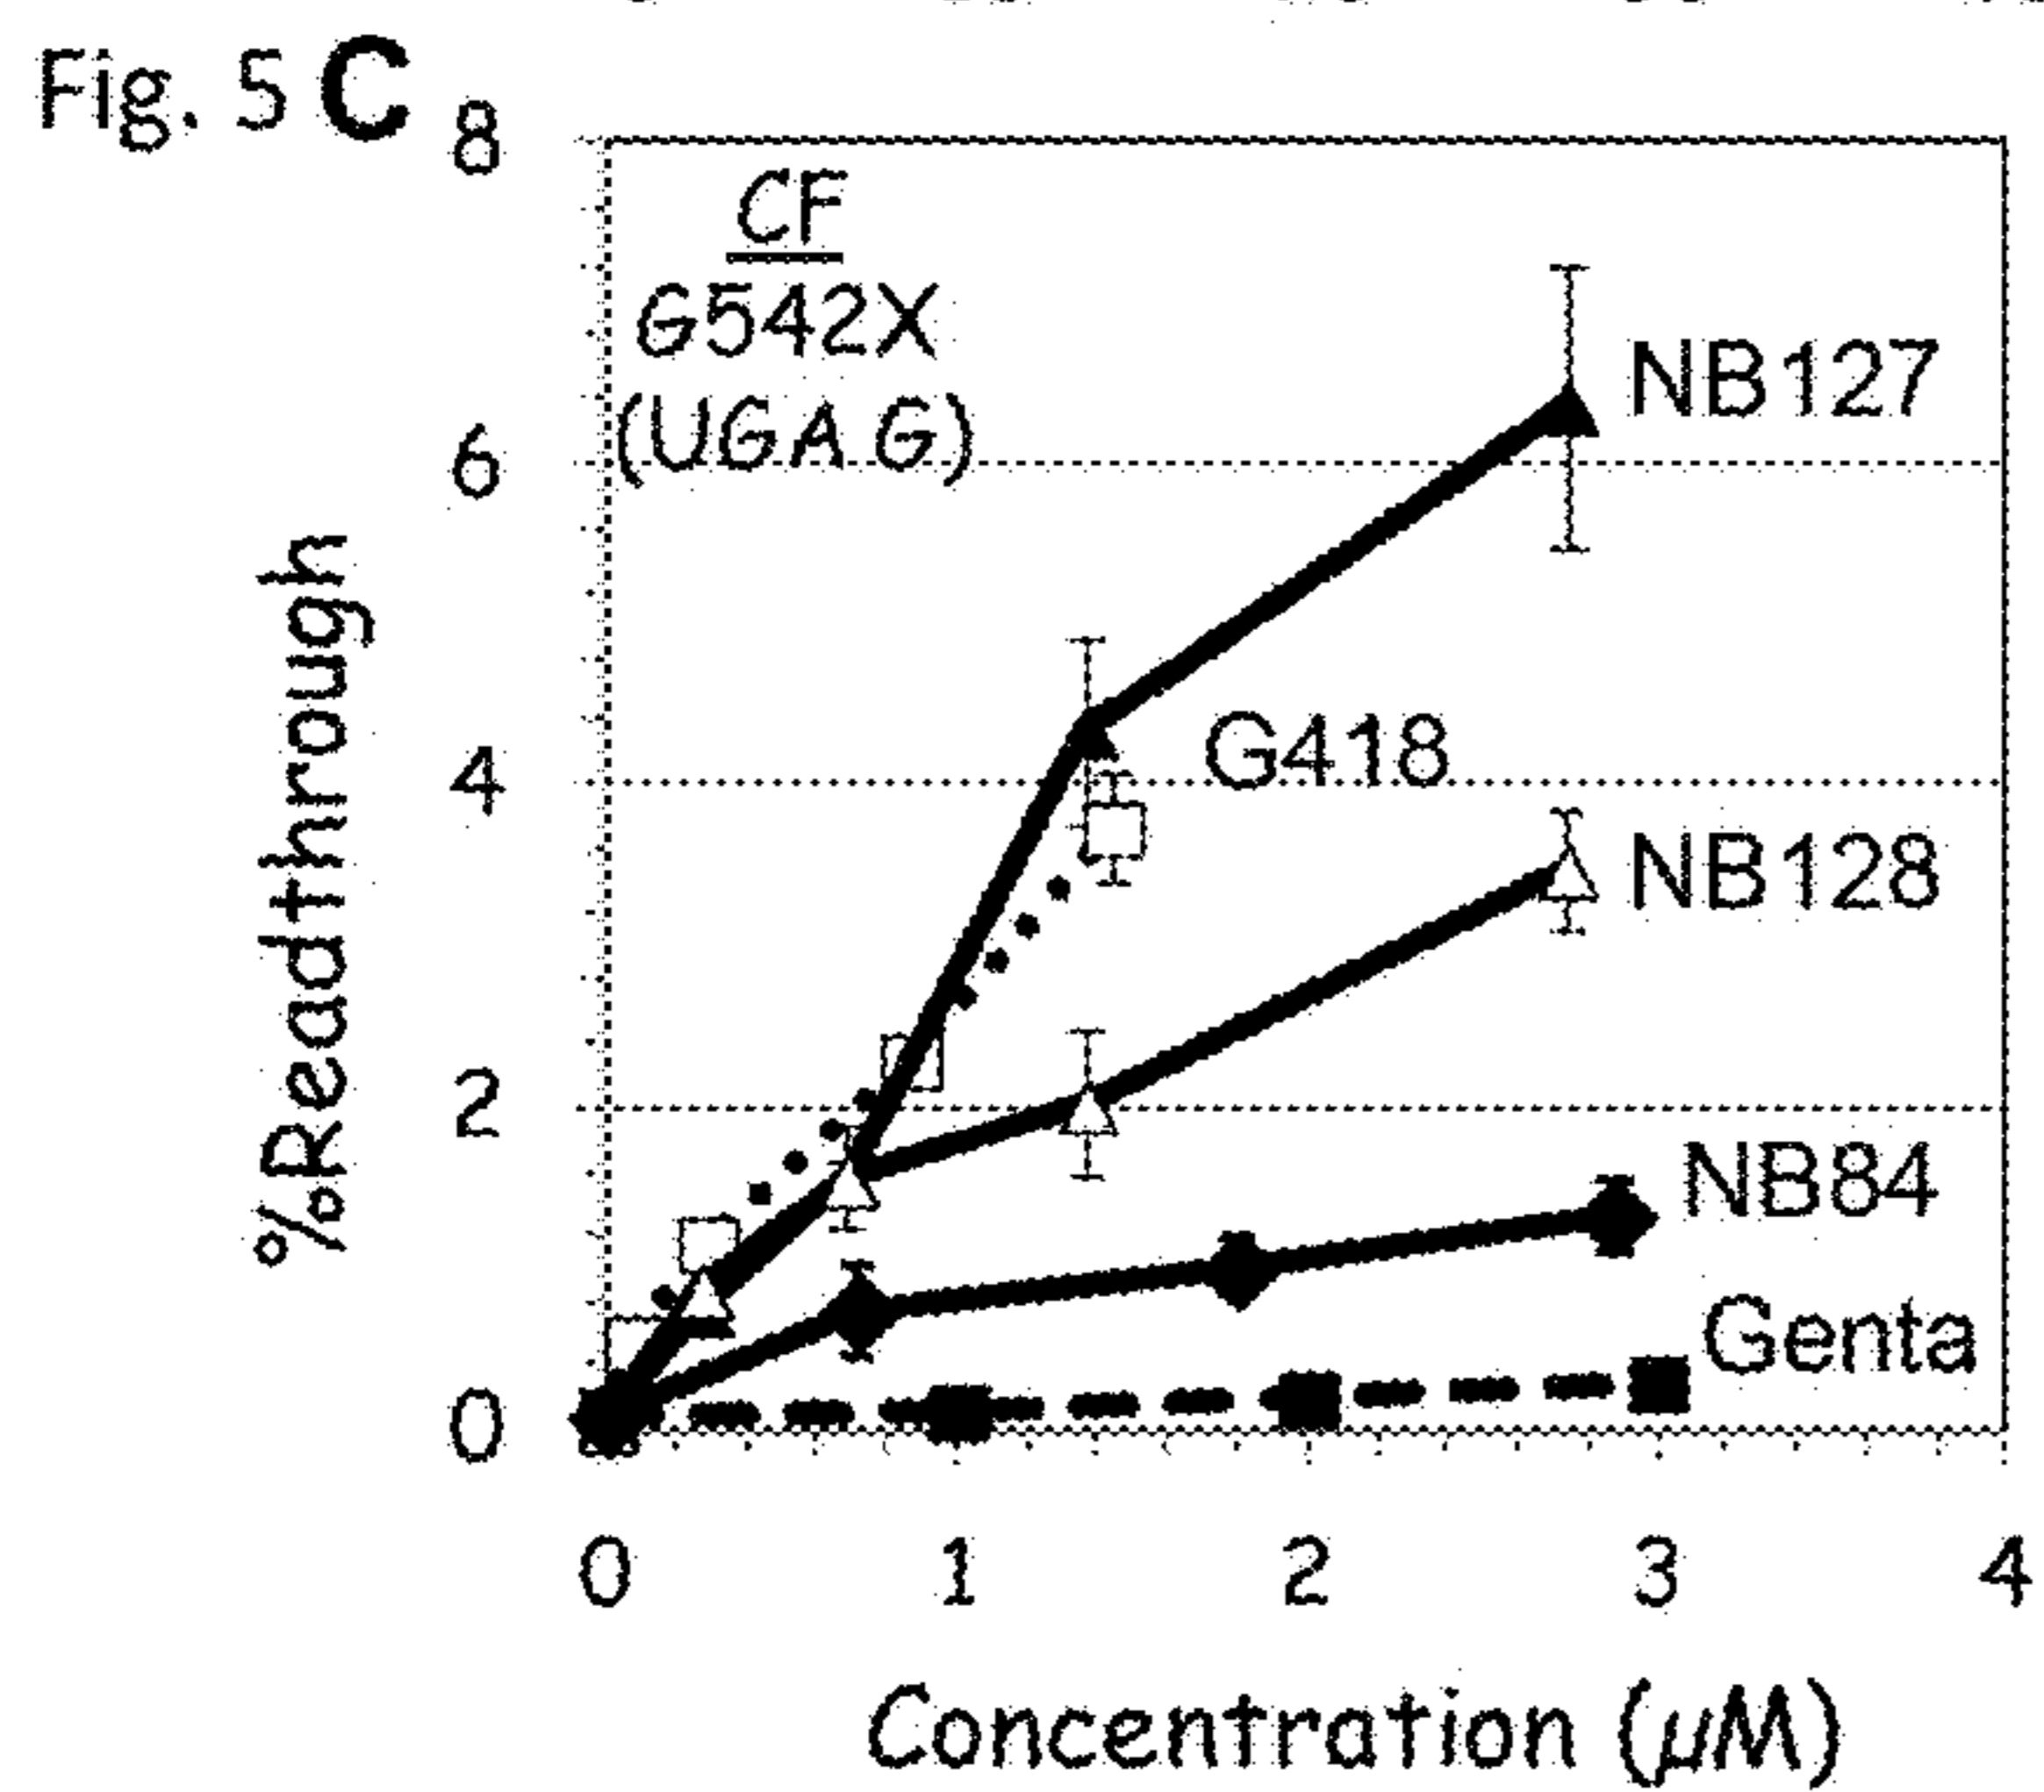 Fig. 5 C
8
CF
G542X
(UGA G)
6
4
2
0
%Readthrough
NB127
G418
NB128
NB84
Genta
0 1 2 3 4
Concentration (µM)